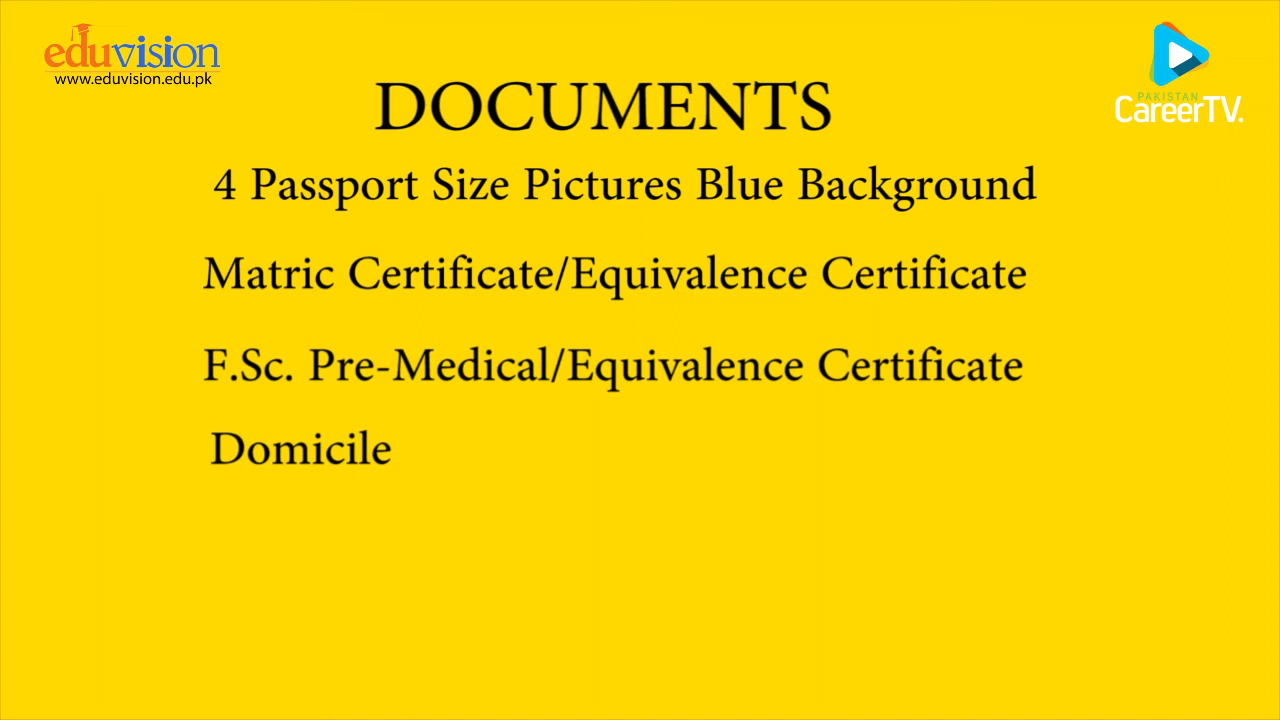 eduvision
www.eduvision.edu.pk
PAKISTAN
CareerTV.
DOCUMENTS
4 Passport Size Pictures Blue Background
Matric Certificate/Equivalence Certificate
F.Sc. Pre-Medical/Equivalence Certificate
Domicile